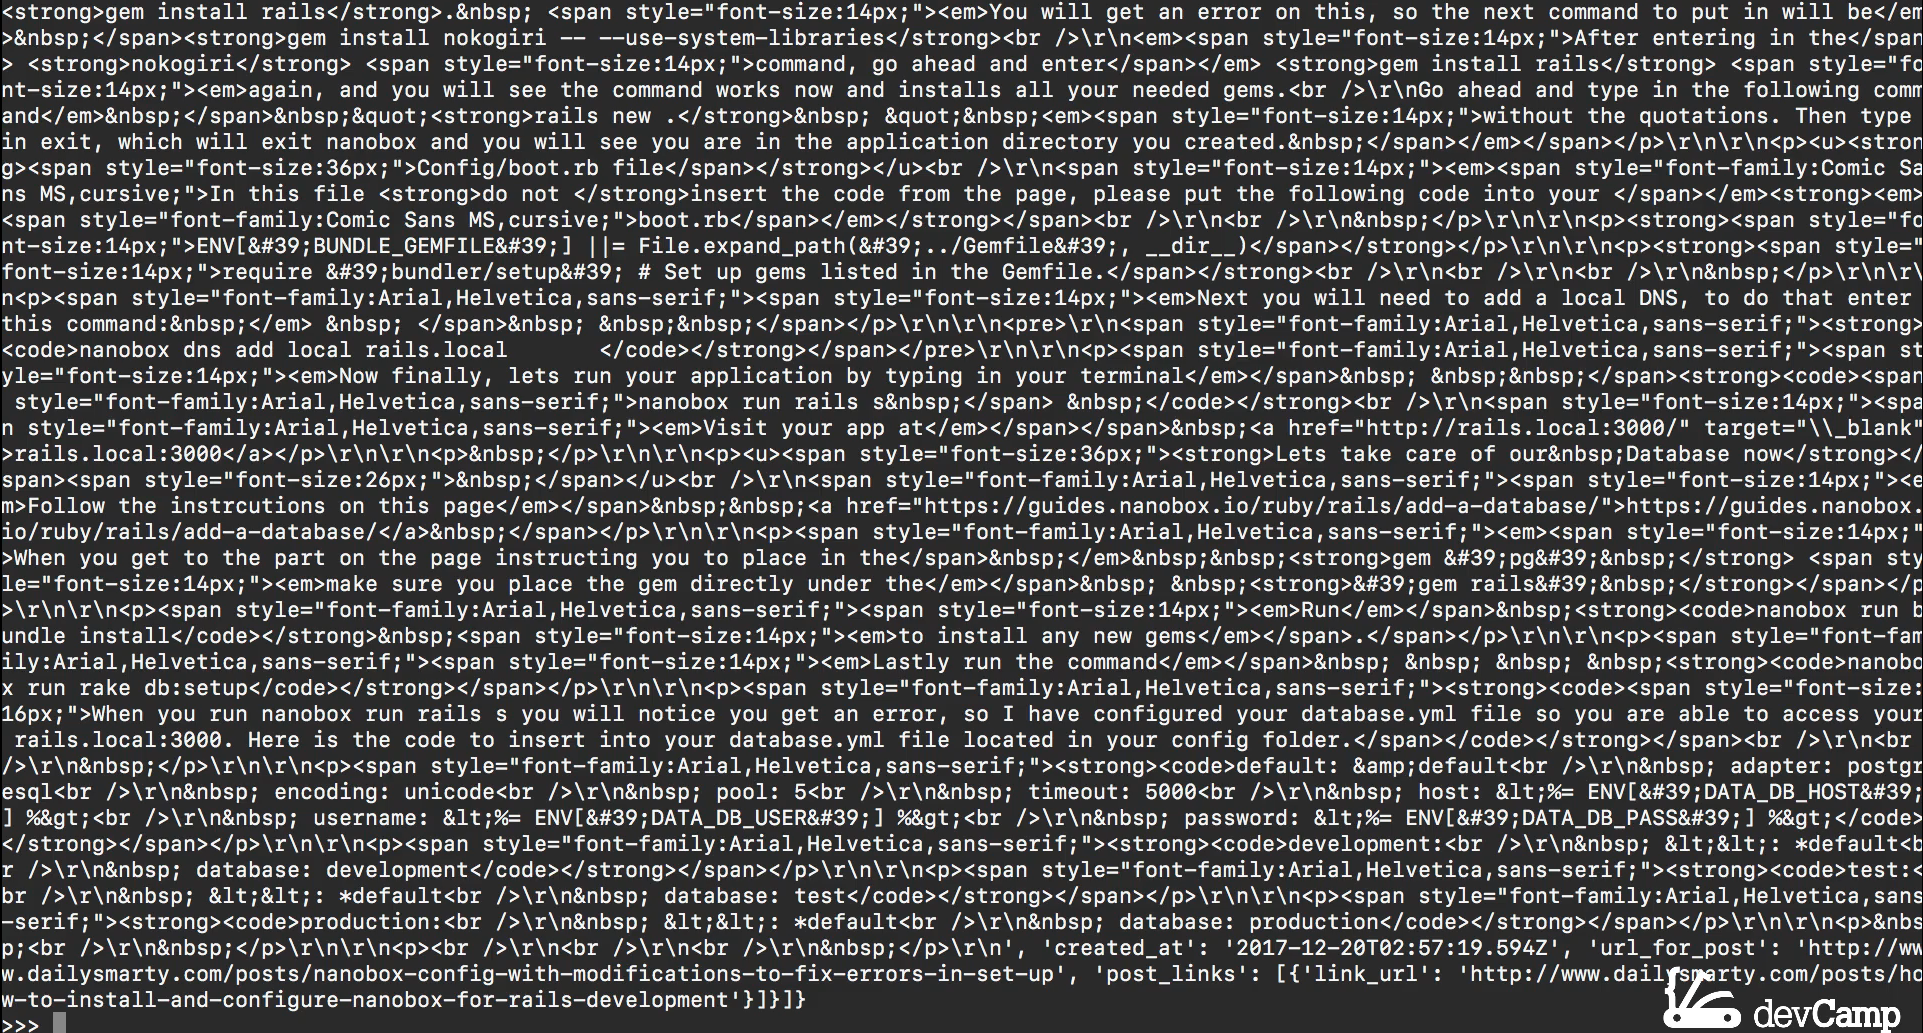 <strong>gem install rails</strong>.&nbsp; <span style="font-size:14px;"><em>You will get an error on this, so the next command to put in will be</em
>&nbsp;</span><strong>gem install nokogiri -- --use-system-libraries</strong><br />\r\n<em><span style="font-size:14px;">After entering in the</span
> <strong>nokogiri</strong> <span style="font-size:14px;">command, go ahead and enter</span></em> <strong>gem install rails</strong> <span style="fo
nt-size:14px;"><em>again, and you will see the command works now and installs all your needed gems.<br />\r\nGo ahead and type in the following comm
and</em>&nbsp;</span>&nbsp;&quot;<strong>rails new .</strong>&nbsp; &quot;&nbsp;<em><span style="font-size:14px;">without the quotations. Then type
in exit, which will exit nanobox and you will see you are in the application directory you created.&nbsp;</span></em></span></p>\r\n\r\n<p><u><stron
g><span style="font-size:36px;">Config/boot.rb file</span></strong></u><br />\r\n<span style="font-size:14px;"><em><span style="font-family:Comic Sa
ns MS,cursive;">In this file <strong>do not </strong>insert the code from the page, please put the following code into your </span></em><strong><em>
<span style="font-family:Comic Sans MS,cursive;">boot.rb</span></em></strong></span><br />\r\n<br />\r\n&nbsp;</p>\r\n\r\n<p><strong><span style="fo
nt-size:14px;">ENV[&#39;BUNDLE_GEMFILE&#39;] ||= File.expand_path(&#39;../Gemfile&#39;, __dir__)</span></strong></p>\r\n\r\n<p><strong><span style="
font-size:14px;">require &#39;bundler/setup&#39; # Set up gems listed in the Gemfile.</span></strong><br />\r\n<br />\r\n<br />\r\n&nbsp;</p>\r\n\r\
n<p><span style="font-family:Arial,Helvetica,sans-serif;"><span style="font-size:14px;"><em>Next you will need to add a local DNS, to do that enter
this command:&nbsp;</em> &nbsp; </span>&nbsp; &nbsp;&nbsp;</span></p>\r\n\r\n<pre>\r\n<span style="font-family:Arial,Helvetica,sans-serif;"><strong>
<code>nanobox dns add local rails.local       </code></strong></span></pre>\r\n\r\n<p><span style="font-family:Arial,Helvetica,sans-serif;"><span st
yle="font-size:14px;"><em>Now finally, lets run your application by typing in your terminal</em></span>&nbsp; &nbsp;&nbsp;</span><strong><code><span
 style="font-family:Arial,Helvetica,sans-serif;">nanobox run rails s&nbsp;</span> &nbsp;</code></strong><br />\r\n<span style="font-size:14px;"><spa
n style="font-family:Arial,Helvetica,sans-serif;"><em>Visit your app at</em></span></span>&nbsp;<a href="http://rails.local:3000/" target="\\_blank"
>rails.local:3000</a></p>\r\n\r\n<p>&nbsp;</p>\r\n\r\n<p><u><span style="font-size:36px;"><strong>Lets take care of our&nbsp;Database now</strong></
span><span style="font-size:26px;">&nbsp;</span></u><br />\r\n<span style="font-family:Arial,Helvetica,sans-serif;"><span style="font-size:14px;"><e
m>Follow the instrcutions on this page</em></span>&nbsp;&nbsp;<a href="https://guides.nanobox.io/ruby/rails/add-a-database/">https://guides.nanobox.
io/ruby/rails/add-a-database/</a>&nbsp;</span></p>\r\n\r\n<p><span style="font-family:Arial,Helvetica,sans-serif;"><em><span style="font-size:14px;"
>When you get to the part on the page instructing you to place in the</span>&nbsp;</em>&nbsp;&nbsp;<strong>gem &#39;pg&#39;&nbsp;</strong> <span sty
le="font-size:14px;"><em>make sure you place the gem directly under the</em></span>&nbsp; &nbsp;<strong>&#39;gem rails&#39;&nbsp;</strong></span></p
>\r\n\r\n<p><span style="font-family:Arial,Helvetica,sans-serif;"><span style="font-size:14px;"><em>Run</em></span>&nbsp;<strong><code>nanobox run b
undle install</code></strong>&nbsp;<span style="font-size:14px;"><em>to install any new gems</em></span>.</span></p>\r\n\r\n<p><span style="font-fam
ily:Arial,Helvetica,sans-serif;"><span style="font-size:14px;"><em>Lastly run the command</em></span>&nbsp; &nbsp; &nbsp; &nbsp;<strong><code>nanobo
x run rake db:setup</code></strong></span></p>\r\n\r\n<p><span style="font-family:Arial,Helvetica,sans-serif;"><strong><code><span style="font-size:
16px;">When you run nanobox run rails s you will notice you get an error, so I have configured your database.yml file so you are able to access your
 rails.local:3000. Here is the code to insert into your database.yml file located in your config folder.</span></code></strong></span><br />\r\n<br
/>\r\n&nbsp;</p>\r\n\r\n<p><span style="font-family:Arial,Helvetica,sans-serif;"><strong><code>default: &amp;default<br />\r\n&nbsp; adapter: postgr
esql<br />\r\n&nbsp; encoding: unicode<br />\r\n&nbsp; pool: 5<br />\r\n&nbsp; timeout: 5000<br />\r\n&nbsp; host: &lt;%= ENV[&#39;DATA_DB_HOST&#39;
] %&gt;<br />\r\n&nbsp; username: &lt;%= ENV[&#39;DATA_DB_USER&#39;] %&gt;<br />\r\n&nbsp; password: &lt;%= ENV[&#39;DATA_DB_PASS&#39;] %&gt;</code>
</strong></span></p>\r\n\r\n<p><span style="font-family:Arial,Helvetica,sans-serif;"><strong><code>development:<br />\r\n&nbsp; &lt;&lt;: *default<b
r />\r\n&nbsp; database: development</code></strong></span></p>\r\n\r\n<p><span style="font-family:Arial,Helvetica,sans-serif;"><strong><code>test:<
br />\r\n&nbsp; &lt;&lt;: *default<br />\r\n&nbsp; database: test</code></strong></span></p>\r\n\r\n<p><span style="font-family:Arial,Helvetica,sans
-serif;"><strong><code>production:<br />\r\n&nbsp; &lt;&lt;: *default<br />\r\n&nbsp; database: production</code></strong></span></p>\r\n\r\n<p>&nbs
p;<br />\r\n&nbsp;</p>\r\n\r\n<p><br />\r\n<br />\r\n<br />\r\n&nbsp;</p>\r\n', 'created_at': '2017-12-20T02:57:19.594Z', 'url_for_post': 'http://ww
w.dailysmarty.com/posts/nanobox-config-with-modifications-to-fix-errors-in-set-up', 'post_links': [{'link_url': 'http://www.dailysmarty.com/posts/ho
w-to-install-and-configure-nanobox-for-rails-development'}]}]}
>>>
devCamp